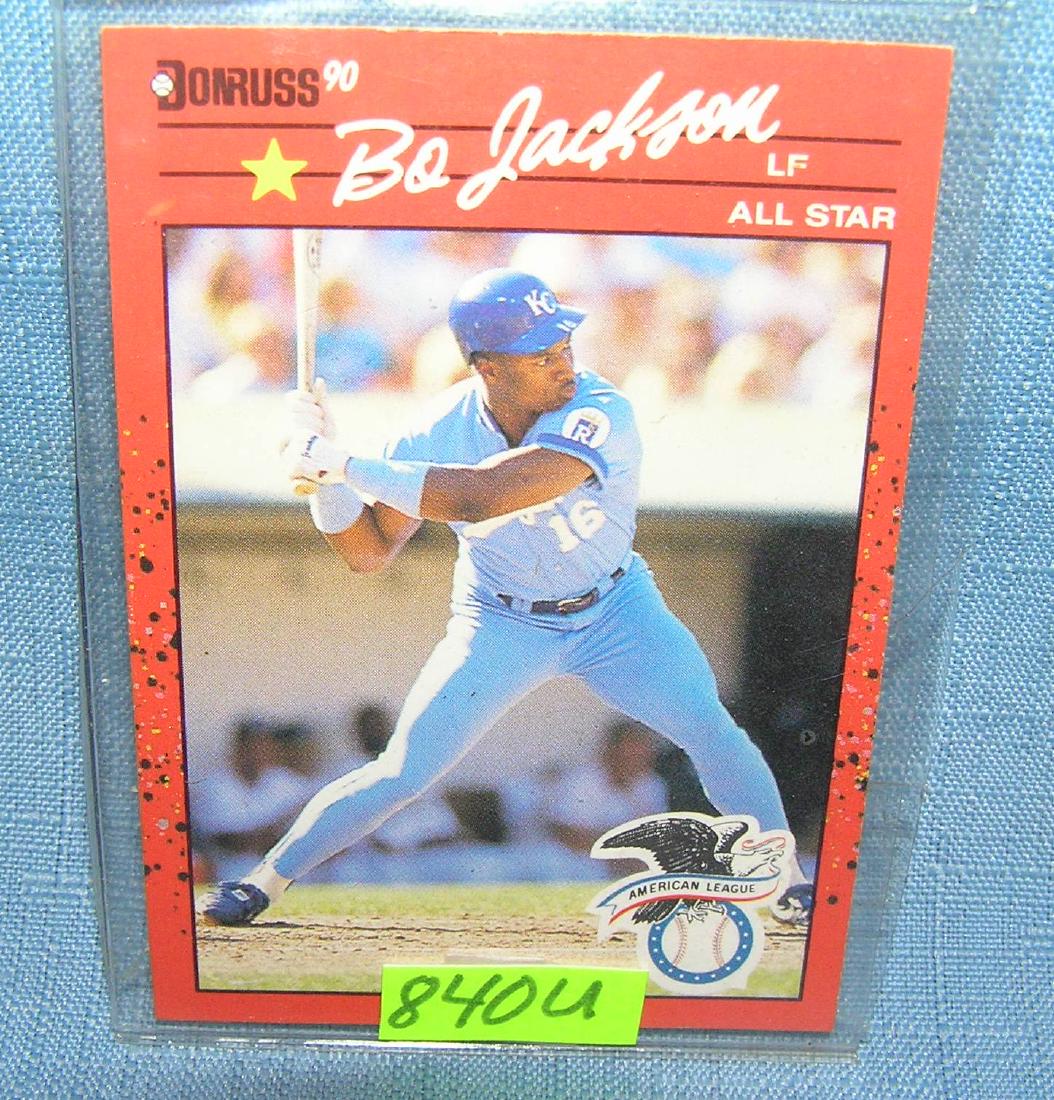 DONRUSS 90
Bo Jackson
LF
ALL STAR
KC
R
16
AMERICAN LEAGUE
840U